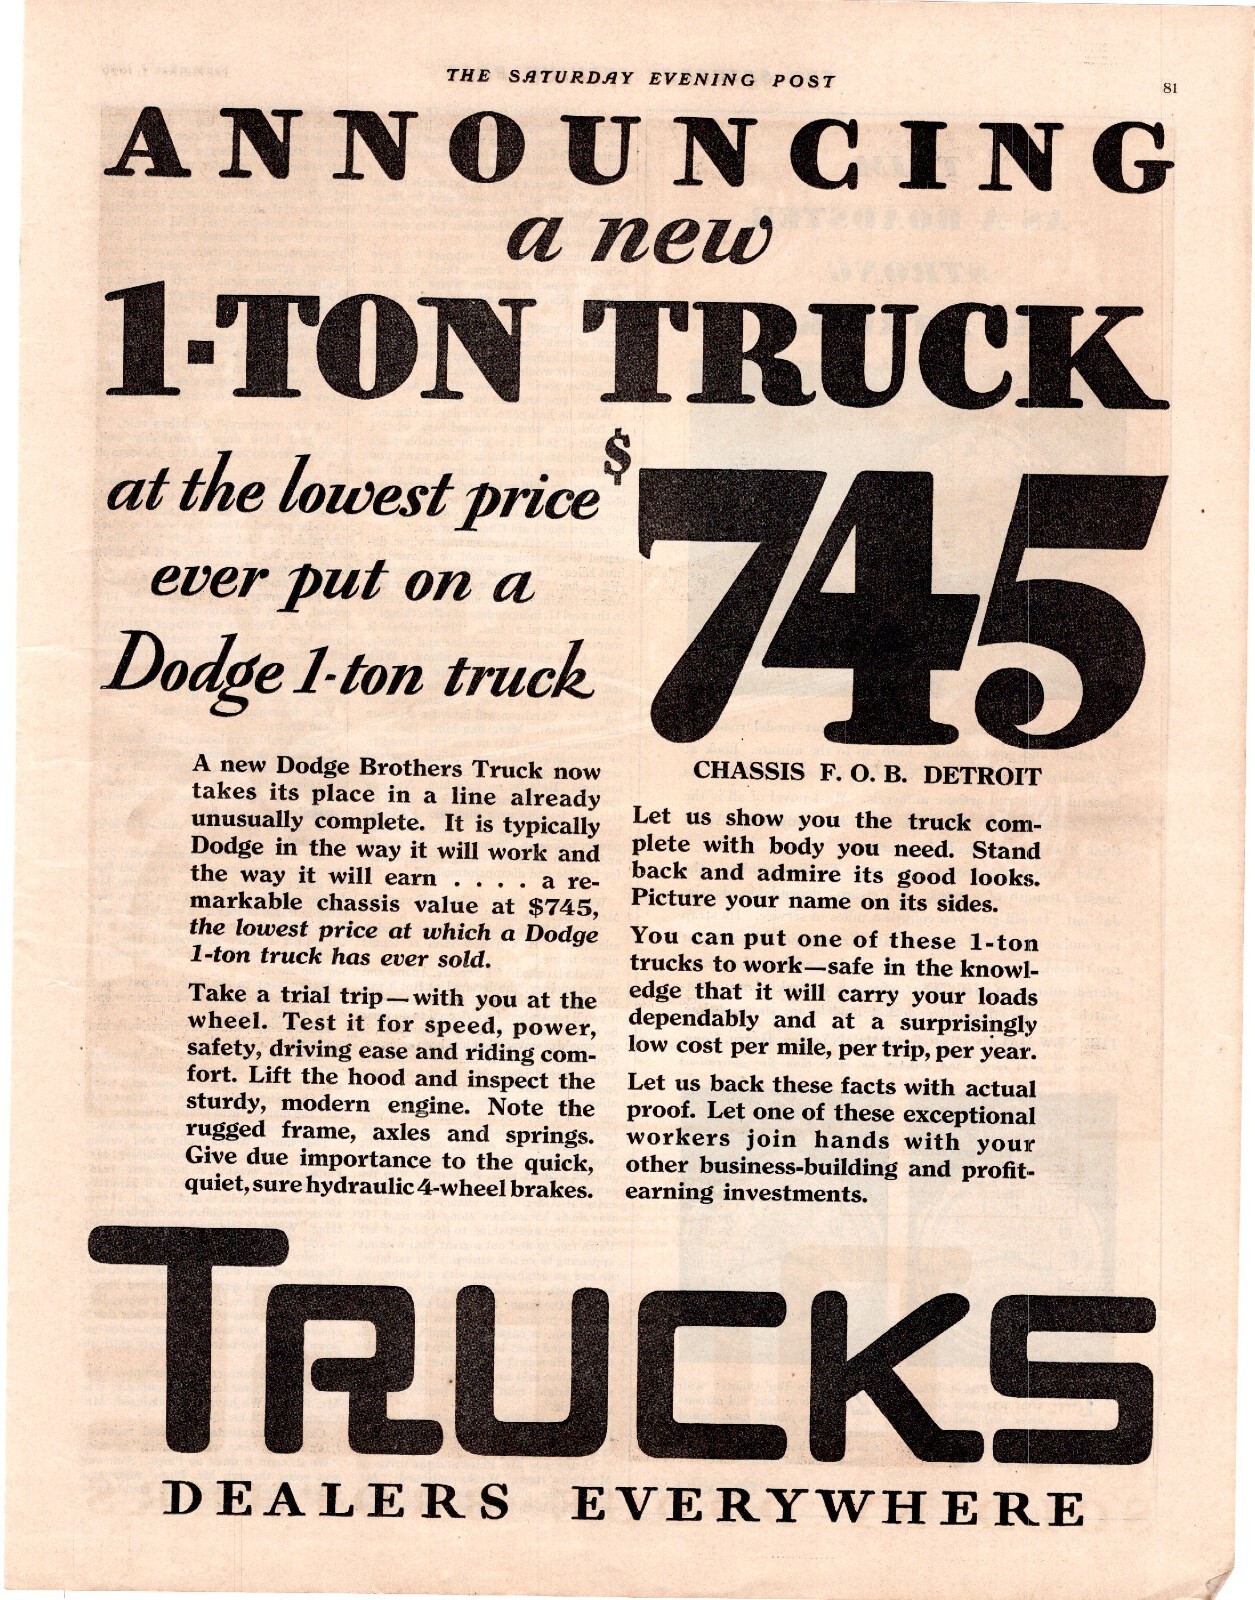 THE SATURDAY EVENING POST
81
ANNOUNCING
a new
1-TON TRUCK
at the lowest price
ever put on a
Dodge 1-ton truck
$745
CHASSIS F. O. B. DETROIT
A new Dodge Brothers Truck now
takes its place in a line already
unusually complete. It is typically
Dodge in the way it will work and
the way it will earn . . . . a re-
markable chassis value at $745,
the lowest price at which a Dodge
1-ton truck has ever sold.
Take a trial trip—with you at the
wheel. Test it for speed, power,
safety, driving ease and riding com-
fort. Lift the hood and inspect the
sturdy, modern engine. Note the
rugged frame, axles and springs.
Give due importance to the quick,
quiet, sure hydraulic 4-wheel brakes.
Let us show you the truck com-
plete with body you need. Stand
back and admire its good looks.
Picture your name on its sides.
You can put one of these 1-ton
trucks to work—safe in the knowl-
edge that it will carry your loads
dependably and at a surprisingly
low cost per mile, per trip, per year.
Let us back these facts with actual
proof. Let one of these exceptional
workers join hands with your
other business-building and profit-
earning investments.
TRUCKS
DEALERS EVERYWHERE